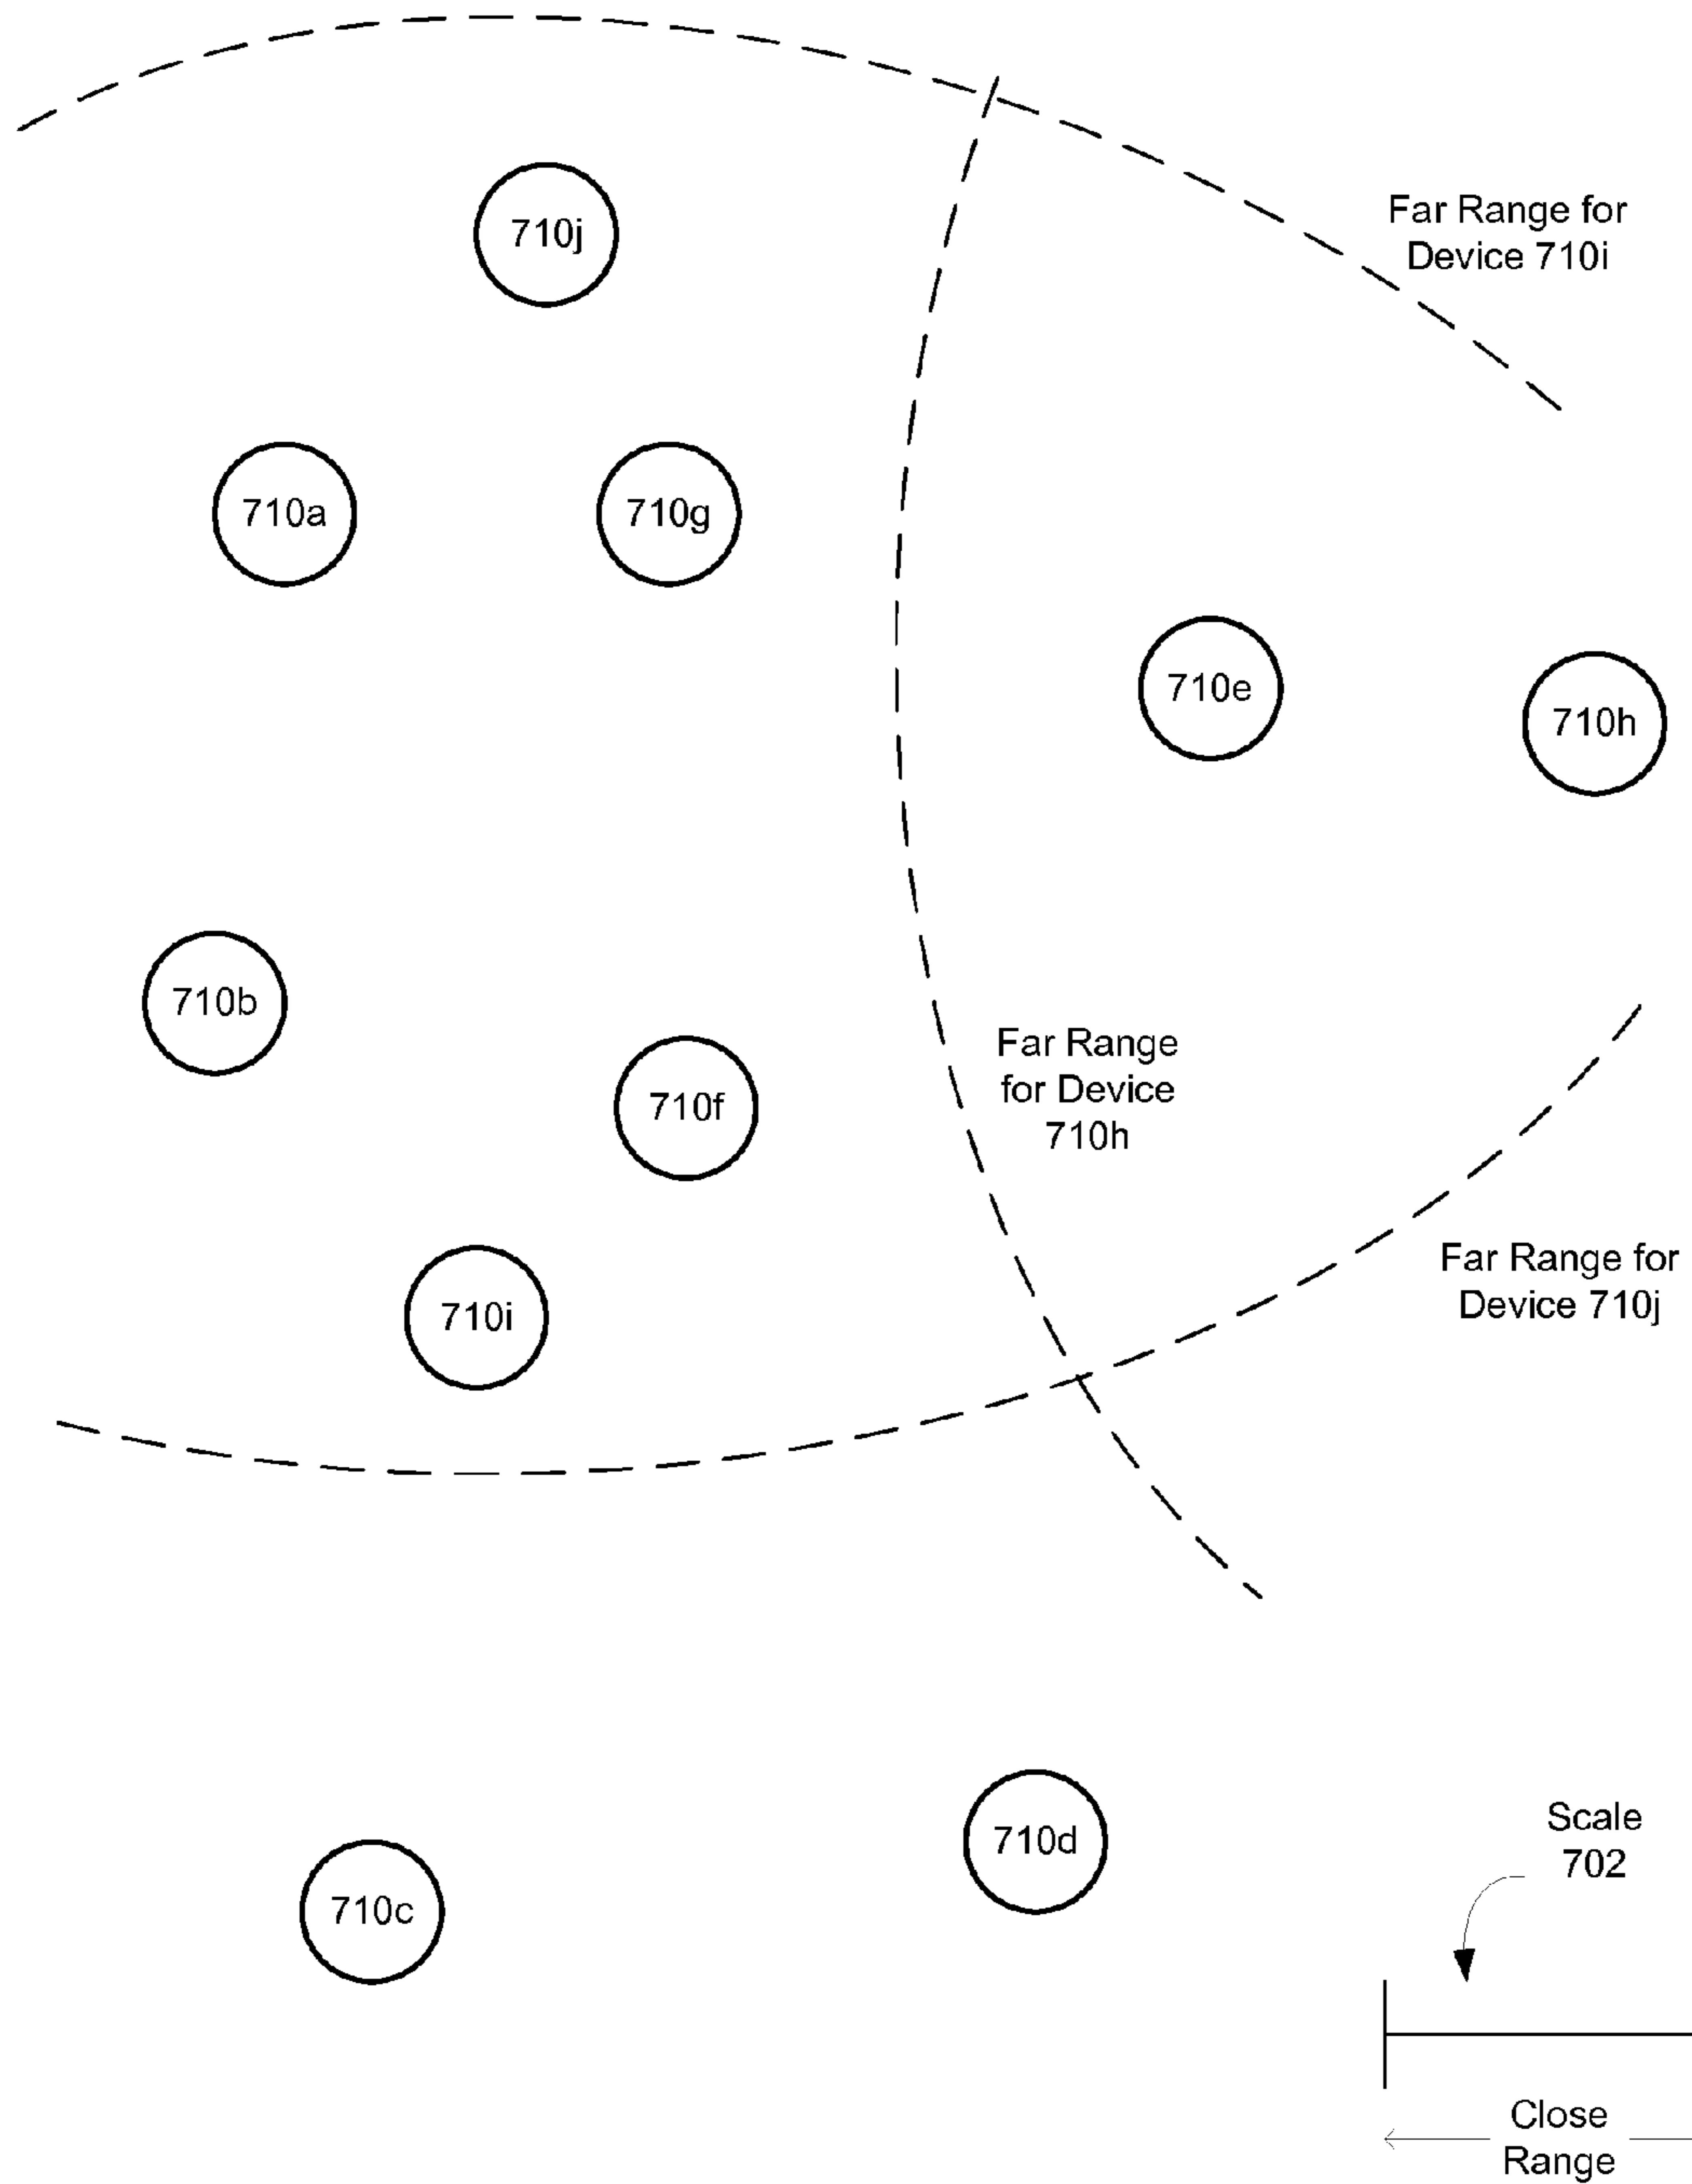 710j
Far Range for
Device 710i
710a
710g
710e
710h
710b
Far Range
for Device
710h
710f
Far Range for
Device 710j
710i
Scale
702
710d
710c
Close
Range